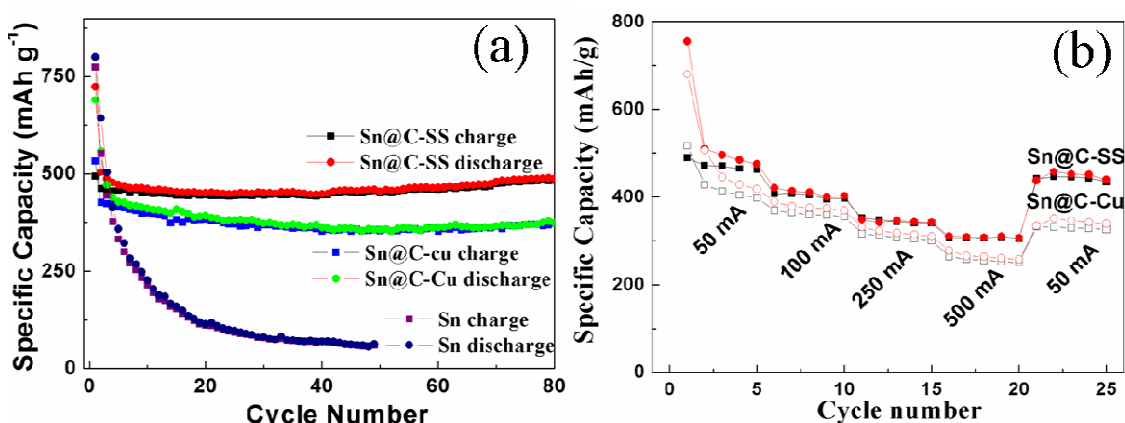 (a)
Specific Capacity (mAh g-1)
750
500
250
0
Sn@C-SS charge
Sn@C-SS discharge
Sn@C-cu charge
Sn@C-Cu discharge
Sn charge
Sn discharge
0 20 40 60 80
Cycle Number
(b)
Specific Capacity (mAh/g)
800
600
400
200
0
Sn@C-SS
Sn@C-Cu
50 mA
100 mA
250 mA
500 mA
50 mA
0 5 10 15 20 25
Cycle number